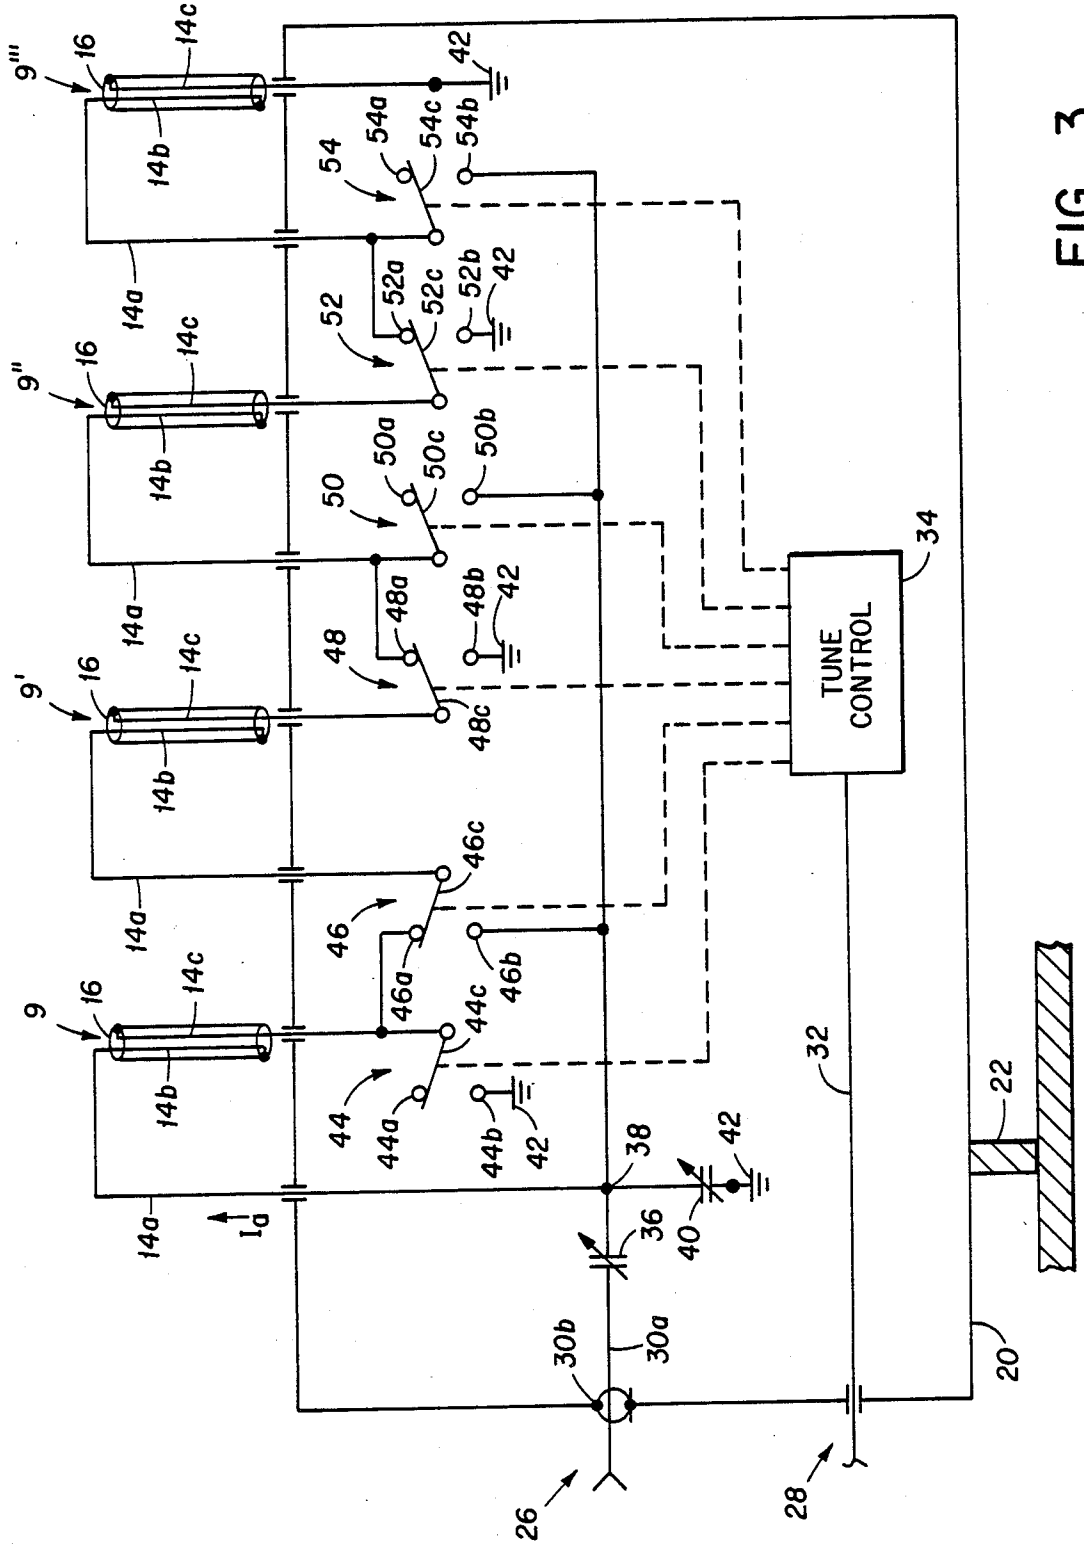 9
9'
9''
9'''
16
16
16
16
14c
14c
14c
14c
14b
14b
14b
14b
14a
14a
14a
14a
Ia
44
44a
44b
44c
42
46
46a
46b
46c
48
48a
48b
48c
42
50
50a
50b
50c
52
52a
52b
52c
42
54
54a
54b
54c
42
38
36
40
42
30b
30a
26
28
32
TUNE
CONTROL
34
22
20
FIG. 3